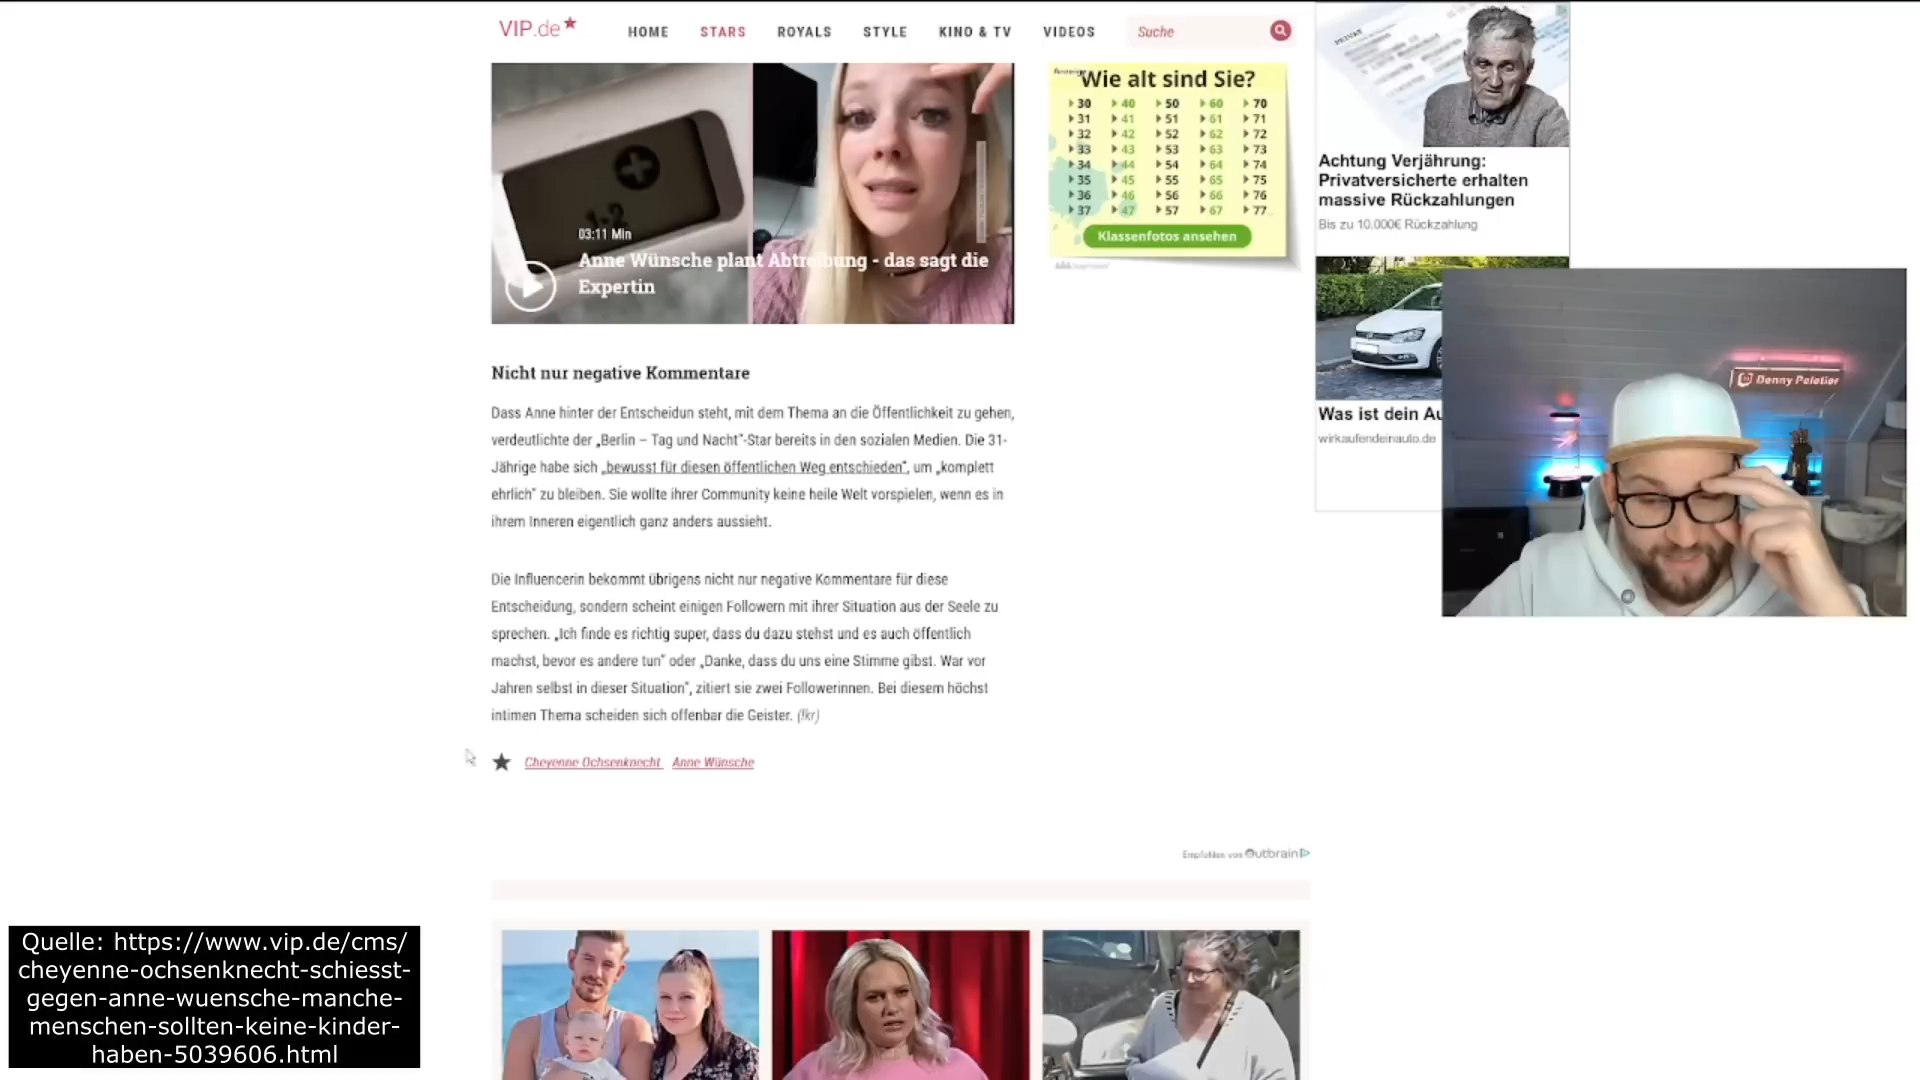 VIP.de
HOME STARS ROYALS STYLE KINO & TV VIDEOS Suche
03:11 Min
Anne Wünsche plant Abtreibung - das sagt die
Expertin
Nicht nur negative Kommentare
Dass Anne hinter der Entscheidun steht, mit dem Thema an die Öffentlichkeit zu gehen,
verdeutlichte der „Berlin – Tag und Nacht"-Star bereits in den sozialen Medien. Die 31-
Jährige habe sich „bewusst für diesen öffentlichen Weg entschieden", um „komplett
ehrlich" zu bleiben. Sie wollte ihrer Community keine heile Welt vorspielen, wenn es in
ihrem Inneren eigentlich ganz anders aussieht.
Die Influencerin bekommt übrigens nicht nur negative Kommentare für diese
Entscheidung, sondern scheint einigen Followern mit ihrer Situation aus der Seele zu
sprechen. „Ich finde es richtig super, dass du dazu stehst und es auch öffentlich
machst, bevor es andere tun" oder „Danke, dass du uns eine Stimme gibst. War vor
Jahren selbst in dieser Situation", zitiert sie zwei Followerinnen. Bei diesem höchst
intimen Thema scheiden sich offenbar die Geister. (lkr)
Cheyenne Ochsenknecht Anne Wünsche
Anzeige
Wie alt sind Sie?
30 40 50 60 70
31 41 51 61 71
32 42 52 62 72
33 43 53 63 73
34 44 54 64 74
35 45 55 65 75
36 46 56 66 76
37 47 57 67 77
Klassenfotos ansehen
PRIVAT
Achtung Verjährung:
Privatversicherte erhalten
massive Rückzahlungen
Bis zu 10.000€ Rückzahlung
Was ist dein Au
wirkaufendeinauto.de
Danny Peletier
Empfohlen von Outbrain
Quelle: https://www.vip.de/cms/
cheyenne-ochsenknecht-schiesst-
gegen-anne-wuensche-manche-
menschen-sollten-keine-kinder-
haben-5039606.html